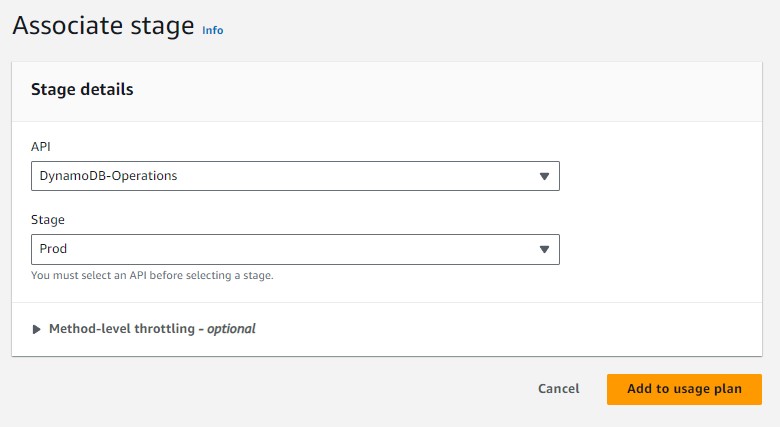 Associate stage Info
Stage details
API
DynamoDB-Operations
Stage
Prod
You must select an API before selecting a stage.
Method-level throttling - optional
Cancel
Add to usage plan